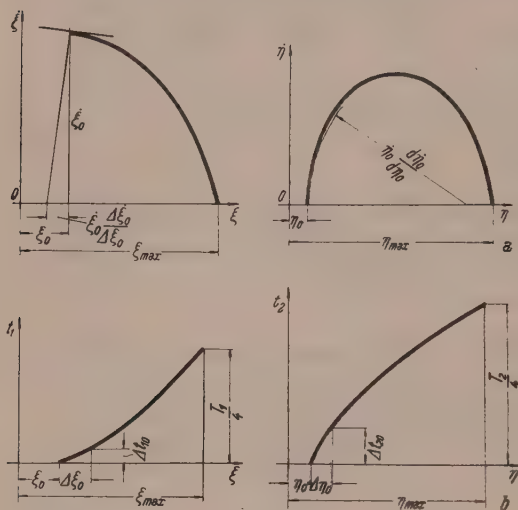 ξ̇
ξ̇₀
0
ξ₀
ξ̇₀ Δξ̇₀/Δξ₀
ξ
ξmax
η̇
η̇₀ dη̇₀/dη₀
0
η₀
η
ηmax
a
t₁
T₁/4
Δt₁₀
ξ₀
Δξ₀
ξ
ξmax
t₂
T₂/4
Δt₂₀
η₀
Δη₀
η
ηmax
b